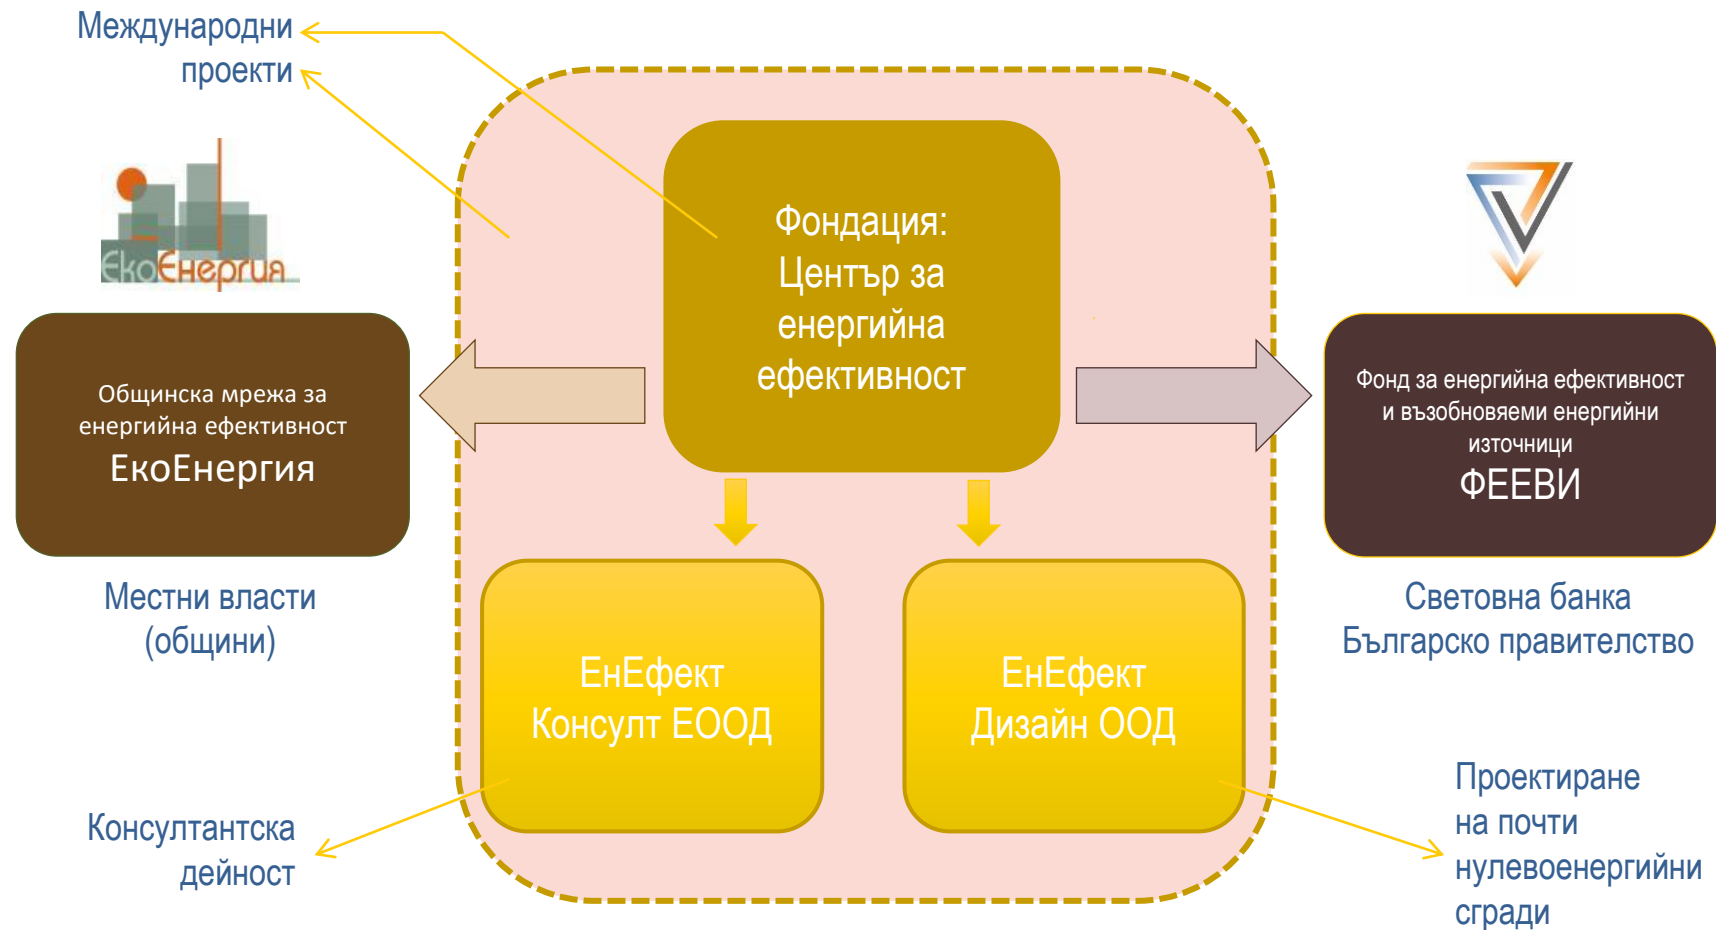 Международни
проекти
ЕкоЕнергия
Общинска мрежа за
енергийна ефективност
ЕкоЕнергия
Местни власти
(общини)
Фондация:
Център за
енергийна
ефективност
ЕнЕфект
Консулт ЕООД
ЕнЕфект
Дизайн ООД
Фонд за енергийна ефективност
и възобновяеми енергийни
източници
ФЕЕВИ
Световна банка
Българско правителство
Консултантска
дейност
Проектиране
на почти
нулевоенергийни
сгради